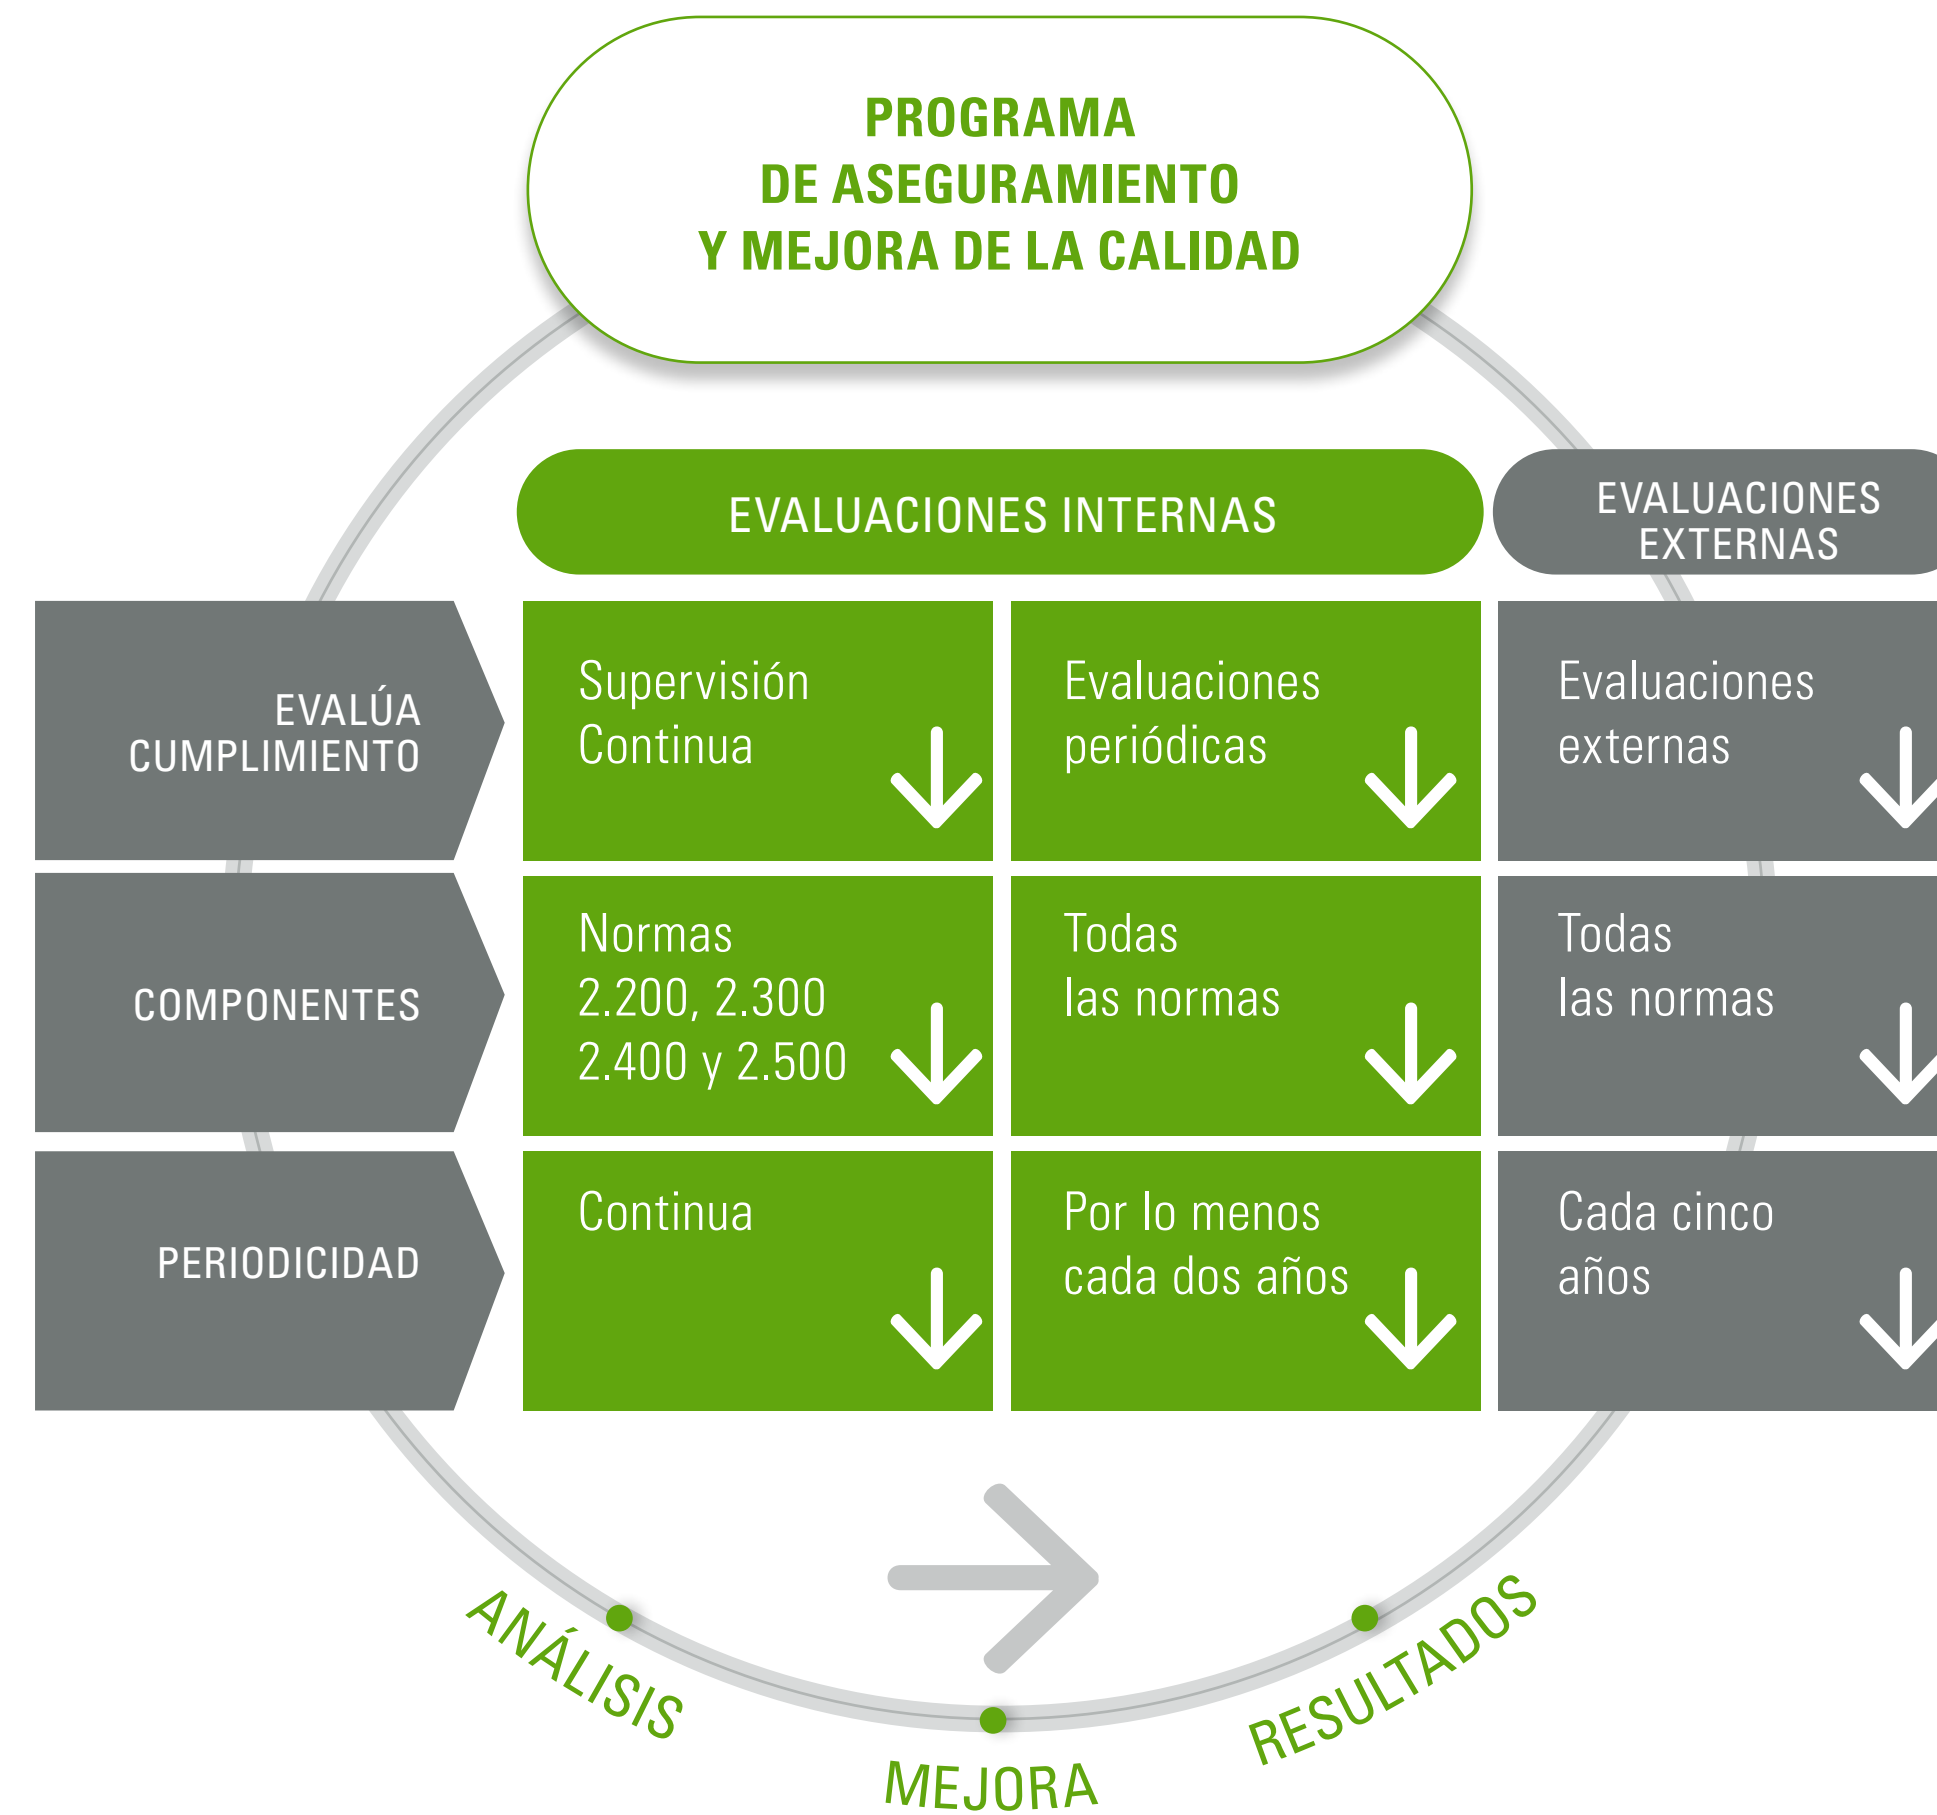 PROGRAMA
DE ASEGURAMIENTO
Y MEJORA DE LA CALIDAD
EVALUACIONES INTERNAS
EVALUACIONES
EXTERNAS
EVALÚA
CUMPLIMIENTO
Supervisión
Continua
Evaluaciones
periódicas
Evaluaciones
externas
COMPONENTES
Normas
2.200, 2.300
2.400 y 2.500
Todas
las normas
Todas
las normas
PERIODICIDAD
Continua
Por lo menos
cada dos años
Cada cinco
años
ANÁLISIS
MEJORA
RESULTADOS